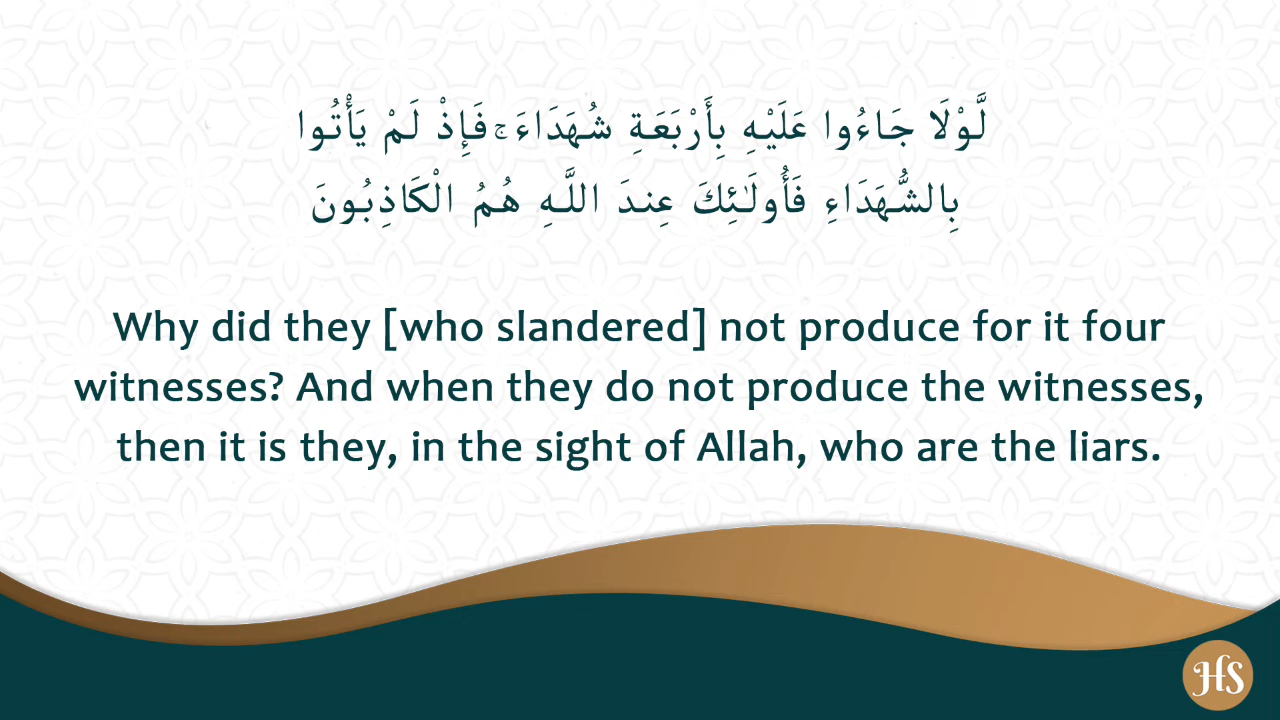 لَّوْلَا جَاءُوا عَلَيْهِ بِأَرْبَعَةِ شُهَدَاءَ ۚ فَإِذْ لَمْ يَأْتُوا
بِالشُّهَدَاءِ فَأُولَٰئِكَ عِندَ اللَّهِ هُمُ الْكَاذِبُونَ
Why did they [who slandered] not produce for it four
witnesses? And when they do not produce the witnesses,
then it is they, in the sight of Allah, who are the liars.
HS